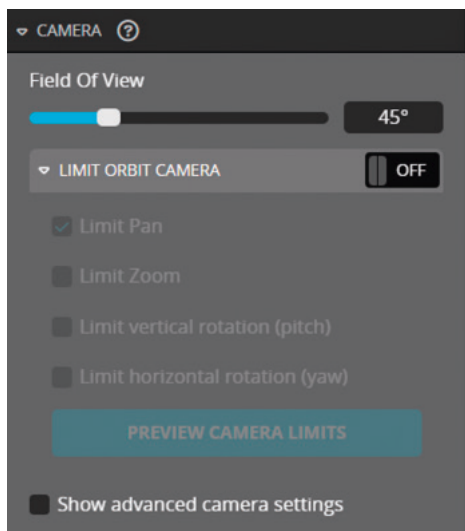 CAMERA ?
Field Of View
45°
LIMIT ORBIT CAMERA OFF
Limit Pan
Limit Zoom
Limit vertical rotation (pitch)
Limit horizontal rotation (yaw)
PREVIEW CAMERA LIMITS
Show advanced camera settings